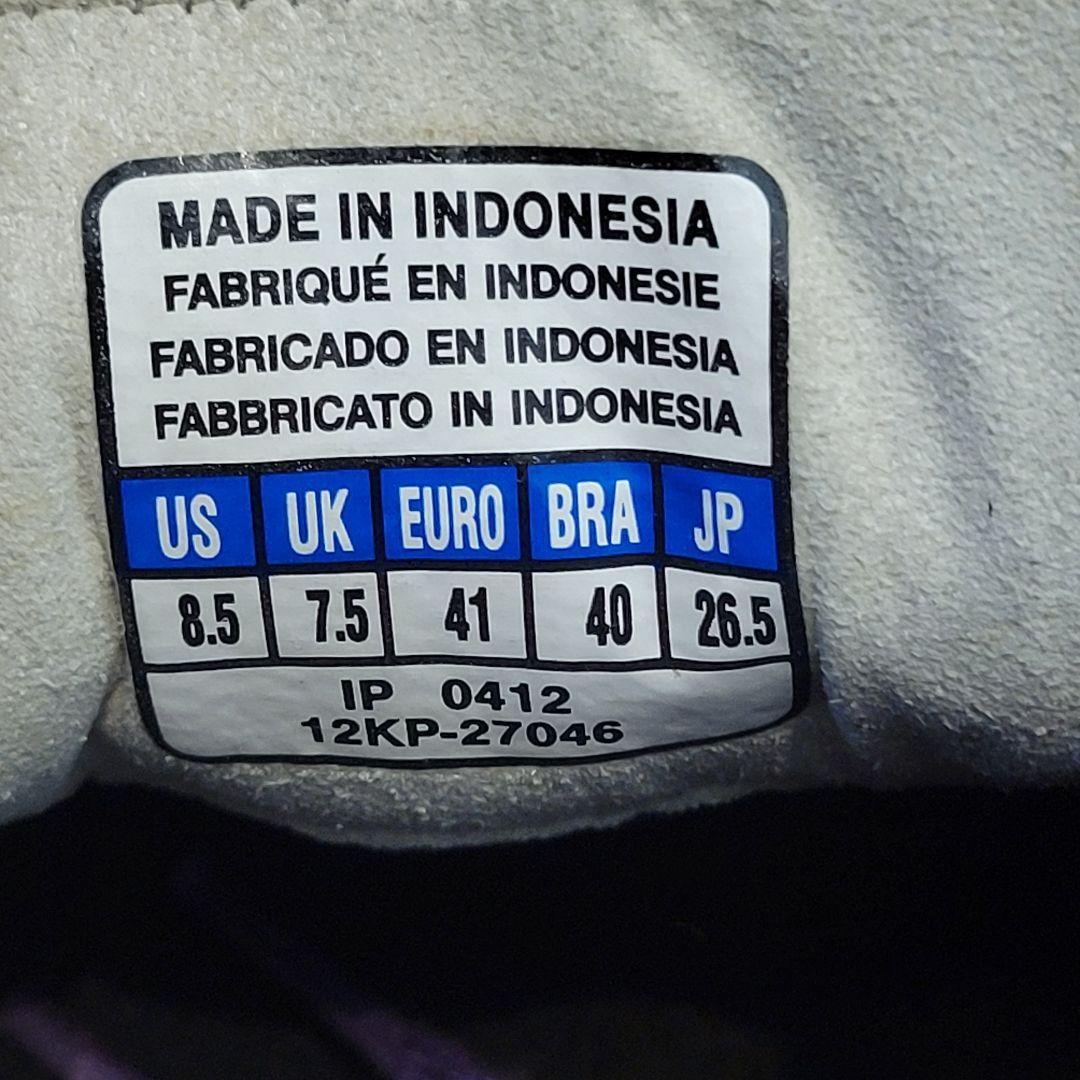 MADE IN INDONESIA
FABRIQUÉ EN INDONESIE
FABRICADO EN INDONESIA
FABBRICATO IN INDONESIA
US UK EURO BRA JP
8.5 7.5 41 40 26.5
IP 0412
12KP-27046